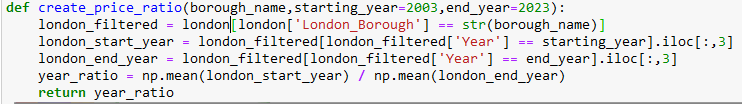 def create_price_ratio(borough_name,starting_year=2003,end_year=2023):
    london_filtered = london[london['London_Borough'] == str(borough_name)]
    london_start_year = london_filtered[london_filtered['Year'] == starting_year].iloc[:,3]
    london_end_year = london_filtered[london_filtered['Year'] == end_year].iloc[:,3]
    year_ratio = np.mean(london_start_year) / np.mean(london_end_year)
    return year_ratio